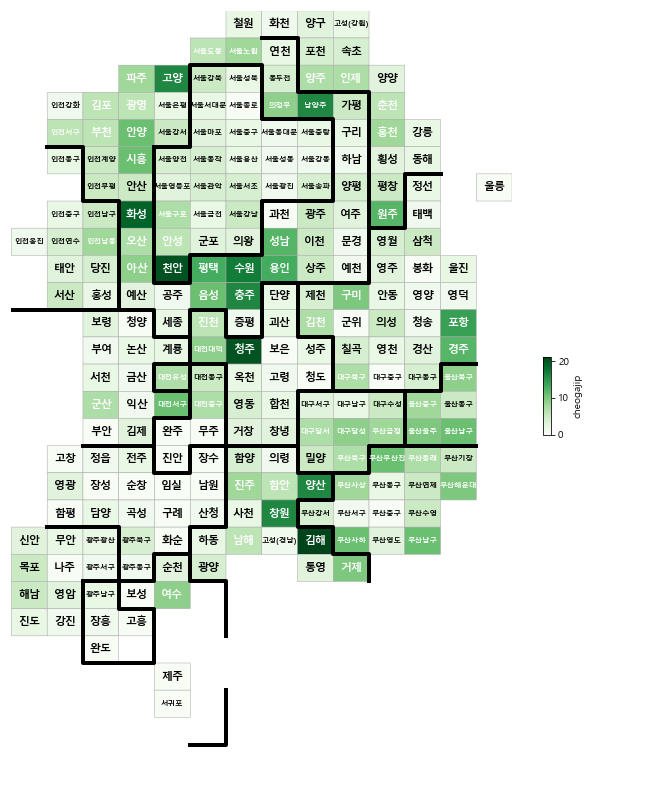 철원 화천 양구 고성(강원)
서울도봉 서울노원 연천 포천 속초
파주 고양 서울강북 서울성북 동두천 양주 인제 양양
인천강화 김포 광명 서울은평 서울서대문 서울종로 의정부 남양주 가평 춘천
인천서구 부천 안양 서울강서 서울마포 서울중구 서울동대문 서울중랑 구리 홍천 강릉
인천동구 인천계양 시흥 서울양천 서울동작 서울용산 서울성동 서울강동 하남 횡성 동해
인천부평 안산 서울영등포 서울관악 서울서초 서울광진 서울송파 양평 평창 정선 울릉
인천중구 인천남구 화성 서울구로 서울금천 서울강남 과천 광주 여주 원주 태백
인천옹진 인천연수 인천남동 오산 안성 군포 의왕 성남 이천 문경 영월 삼척
태안 당진 아산 천안 평택 수원 용인 상주 예천 영주 봉화 울진
서산 홍성 예산 공주 음성 충주 단양 제천 구미 안동 영양 영덕
보령 청양 세종 진천 증평 괴산 김천 군위 의성 청송 포항
부여 논산 계룡 대전대덕 청주 보은 성주 칠곡 영천 경산 경주
서천 금산 대전유성 대전동구 옥천 고령 청도 대구북구 대구중구 대구동구 울산북구
군산 익산 대전서구 대전중구 영동 합천 대구서구 대구남구 대구수성 울산중구 울산동구
부안 김제 완주 무주 거창 창녕 대구달서 대구달성 부산금정 울산울주 울산남구
고창 정읍 전주 진안 장수 함양 의령 밀양 부산북구 부산부산진 부산동래 부산기장
영광 장성 순창 임실 남원 진주 함안 양산 부산사상 부산동구 부산연제 부산해운대
함평 담양 곡성 구례 산청 사천 창원 부산강서 부산서구 부산중구 부산수영
신안 무안 광주광산 광주북구 화순 하동 남해 고성(경남) 김해 부산사하 부산영도 부산남구
목포 나주 광주서구 광주동구 순천 광양 통영 거제
해남 영암 광주남구 보성 여수
진도 강진 장흥 고흥
완도
제주
서귀포
20
10
0
cheogajip